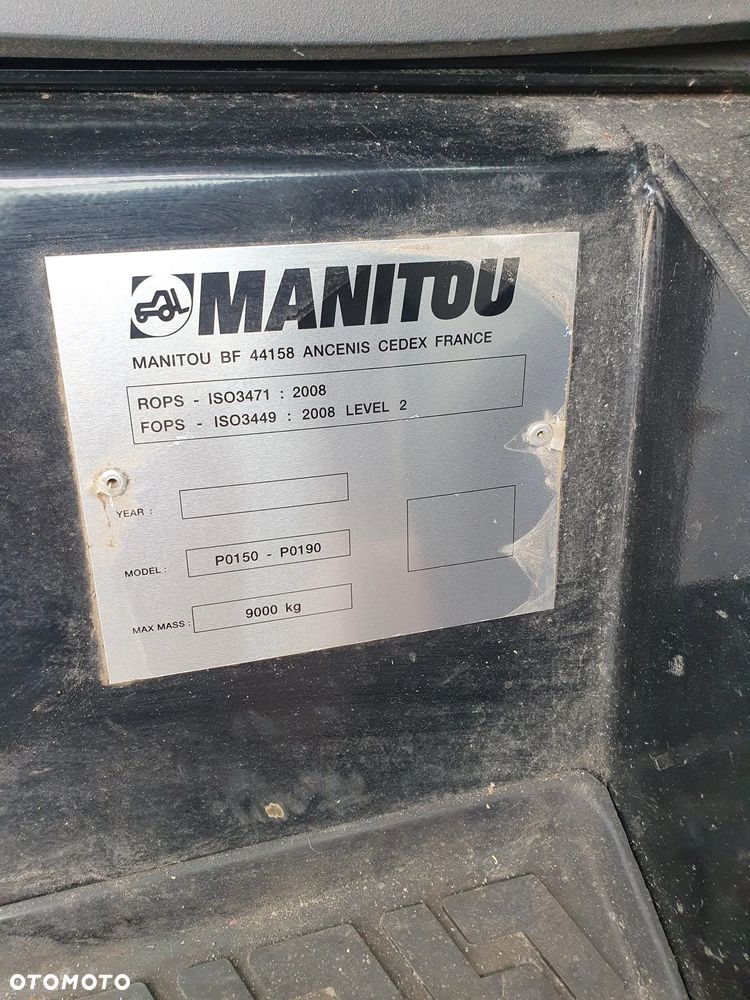 MANITOU
MANITOU BF 44158 ANCENIS CEDEX FRANCE
ROPS - ISO3471 : 2008
FOPS - ISO3449 : 2008 LEVEL 2
YEAR :
MODEL : P0150 - P0190
MAX MASS : 9000 kg
OTOMOTO